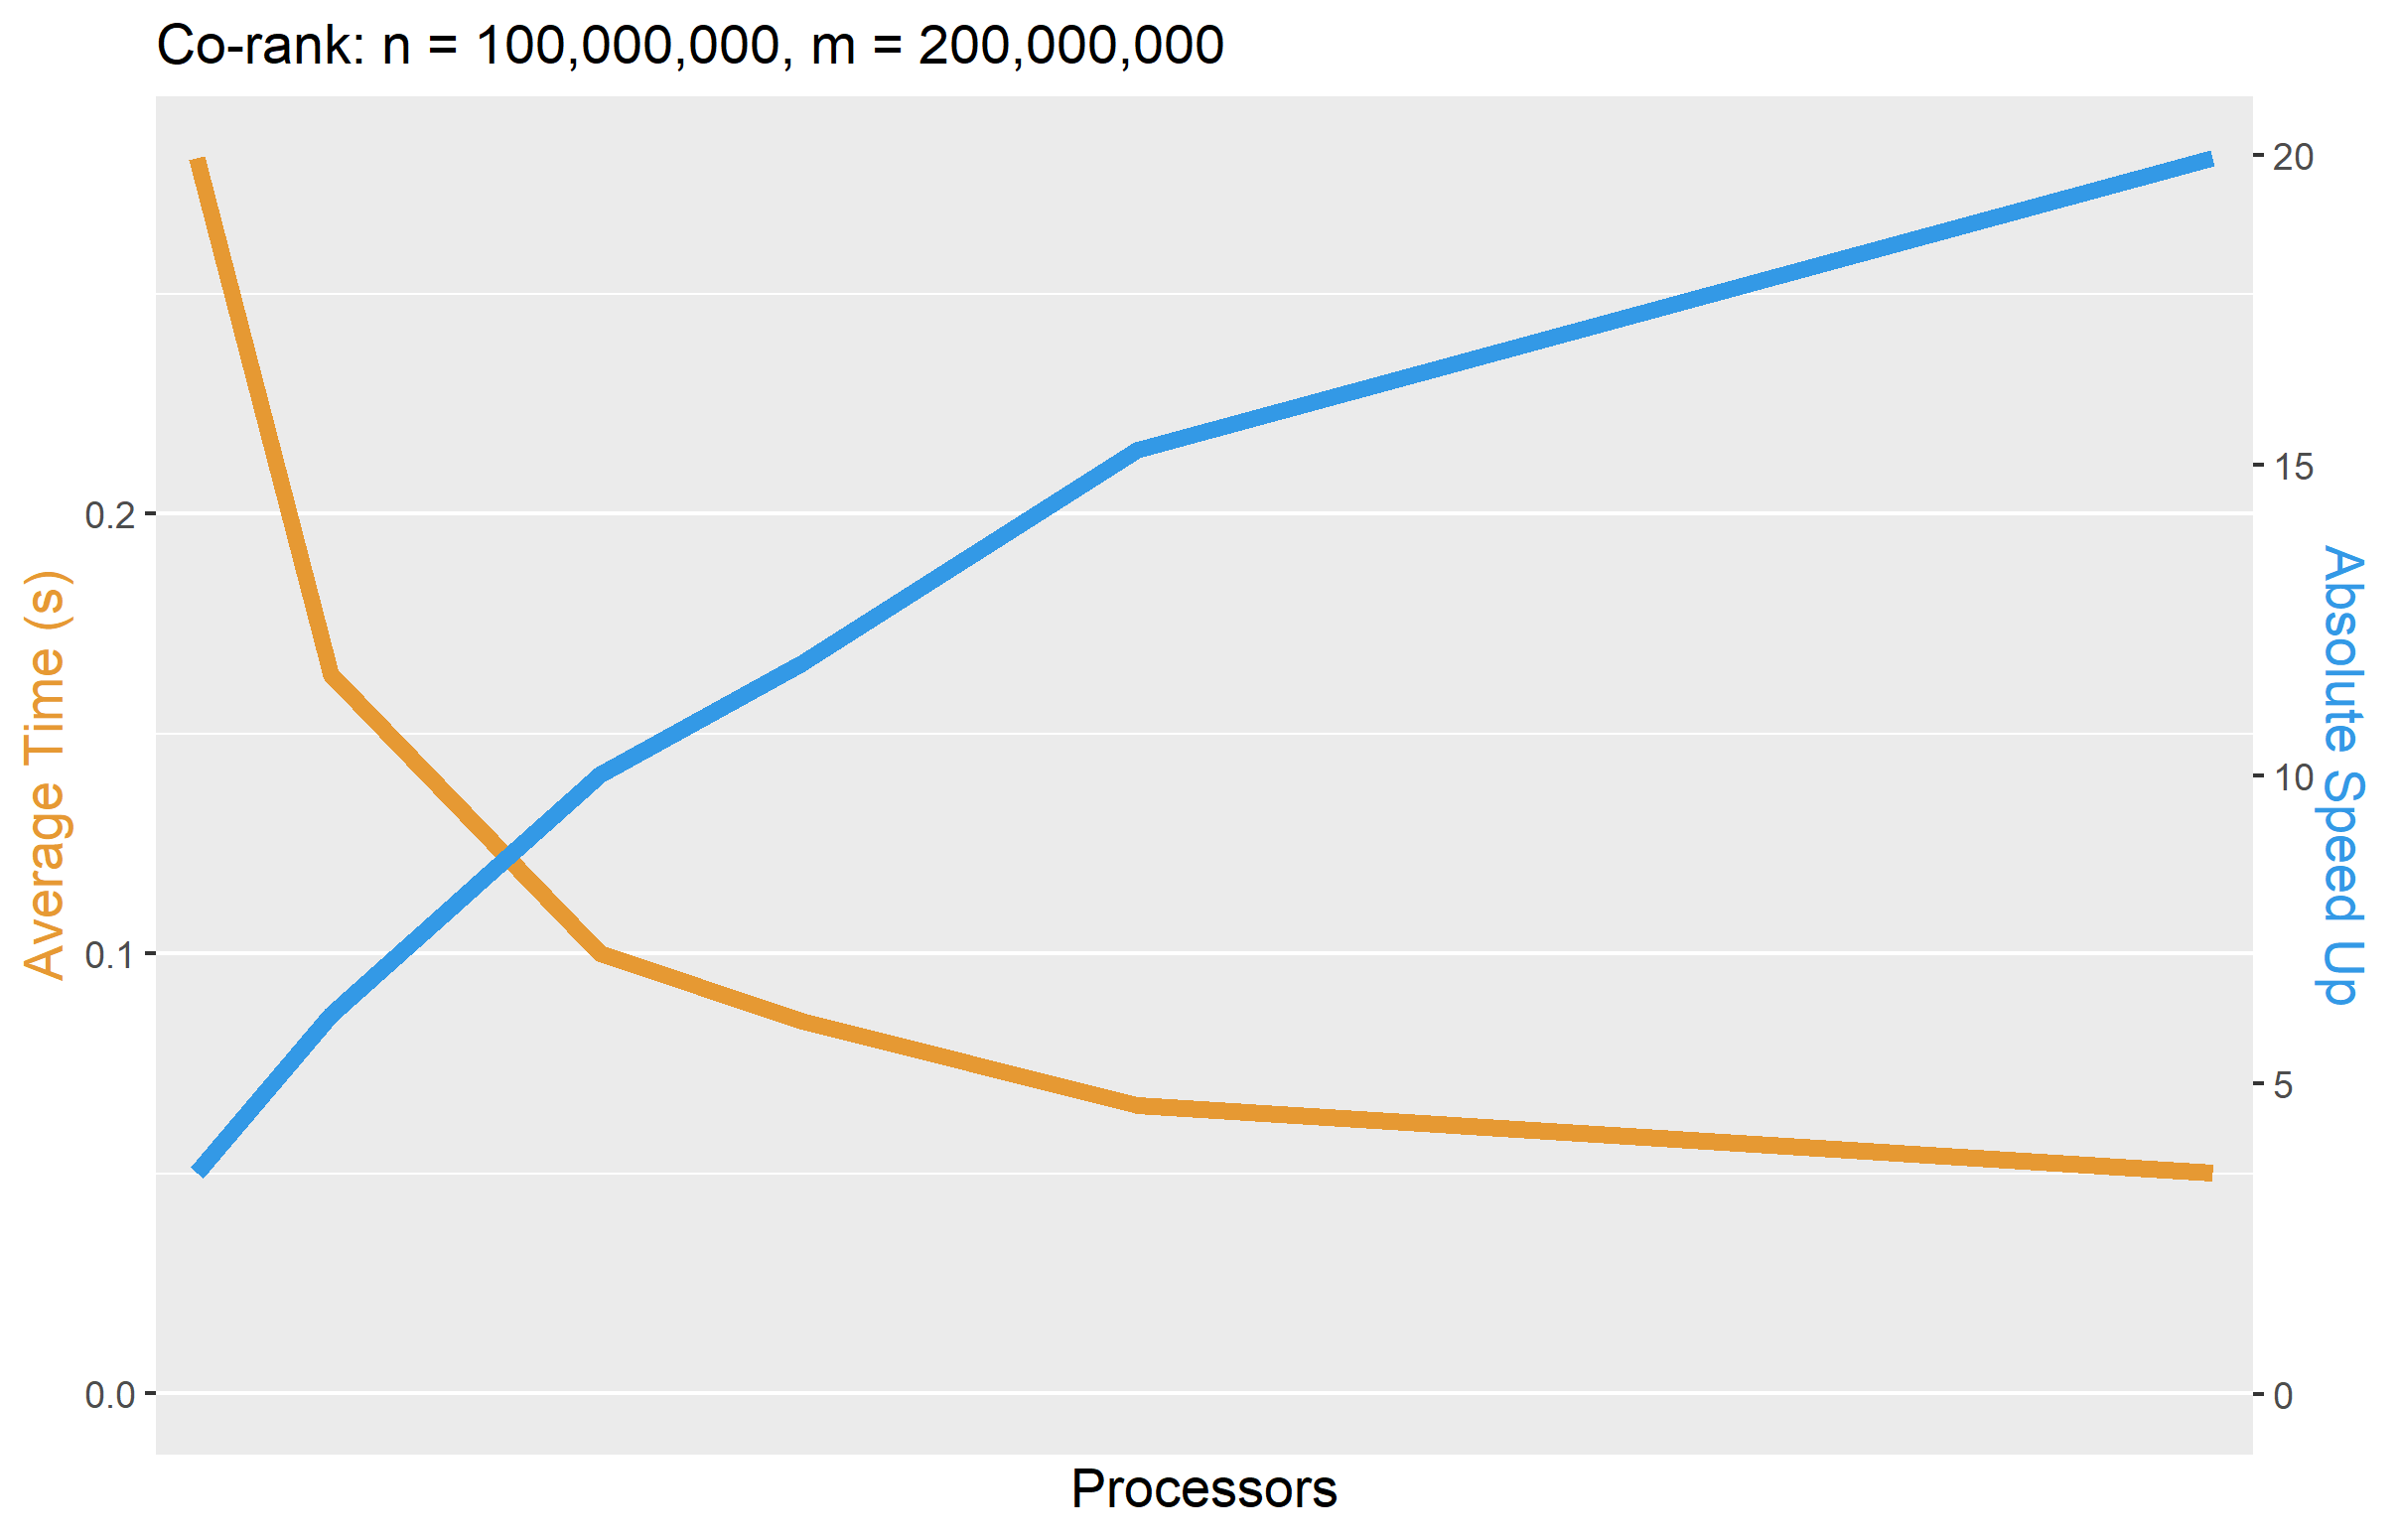 Co-rank: n = 100,000,000, m = 200,000,000
Average Time (s)
0.2
0.1
0.0
20
15
10
5
0
Absolute Speed Up
Processors